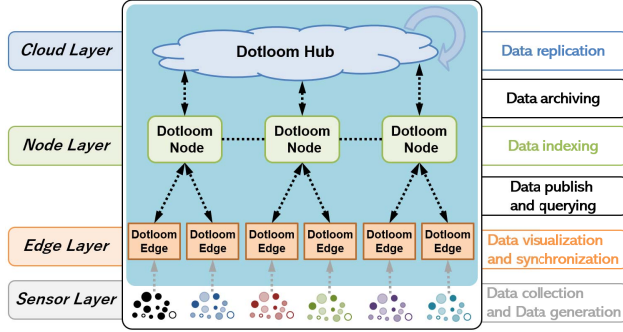 Cloud Layer
Dotloom Hub
Data replication
Data archiving
Node Layer
Dotloom
Node
Dotloom
Node
Dotloom
Node
Data indexing
Data publish
and querying
Edge Layer
Dotloom
Edge
Dotloom
Edge
Dotloom
Edge
Dotloom
Edge
Dotloom
Edge
Dotloom
Edge
Data visualization
and synchronization
Sensor Layer
Data collection
and Data generation